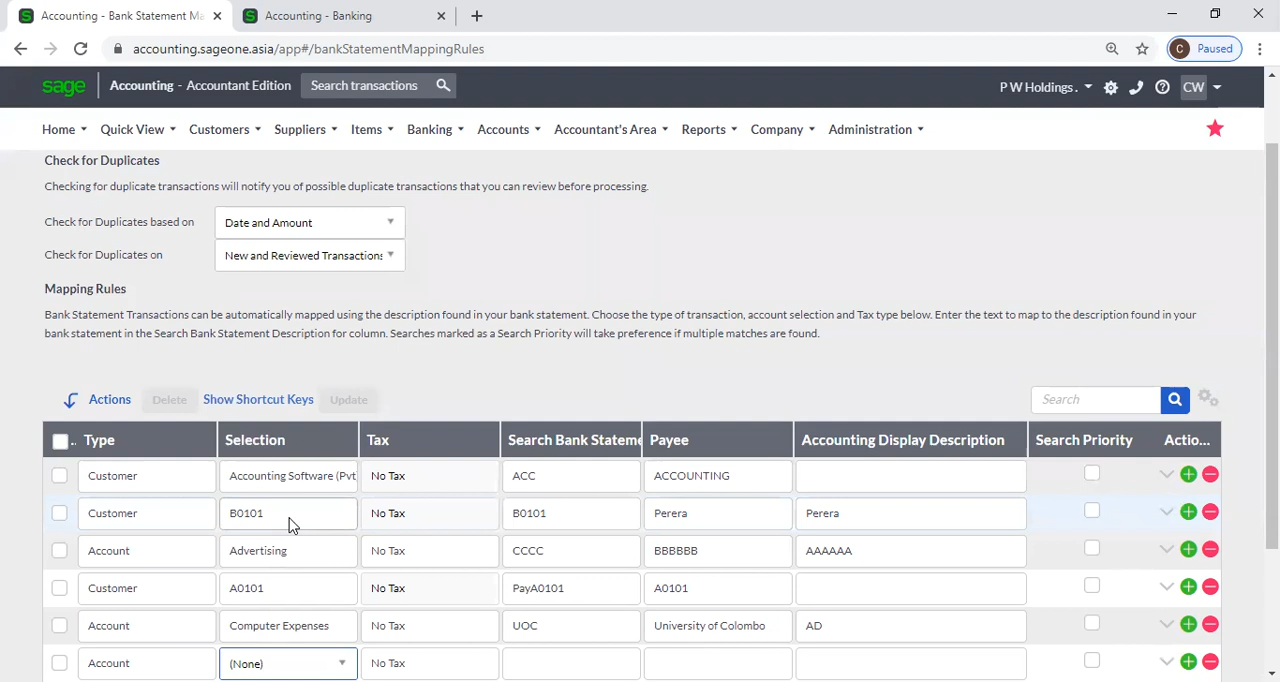 Accounting - Bank Statement Ma
Accounting - Banking
accounting.sageone.asia/app#/bankStatementMappingRules
C Paused
sage Accounting - Accountant Edition Search transactions P W Holdings . CW
Home Quick View Customers Suppliers Items Banking Accounts Accountant's Area Reports Company Administration
Check for Duplicates
Checking for duplicate transactions will notify you of possible duplicate transactions that you can review before processing.
Check for Duplicates based on Date and Amount
Check for Duplicates on New and Reviewed Transactions
Mapping Rules
Bank Statement Transactions can be automatically mapped using the description found in your bank statement. Choose the type of transaction, account selection and Tax type below. Enter the text to map to the description found in your
bank statement in the Search Bank Statement Description for column. Searches marked as a Search Priority will take preference if multiple matches are found.
Actions Delete Show Shortcut Keys Update Search
Type Selection Tax Search Bank Stateme Payee Accounting Display Description Search Priority Actio...
Customer Accounting Software (Pvt No Tax ACC ACCOUNTING
Customer B0101 No Tax B0101 Perera Perera
Account Advertising No Tax CCCC BBBBBB AAAAAA
Customer A0101 No Tax PayA0101 A0101
Account Computer Expenses No Tax UOC University of Colombo AD
Account (None) No Tax